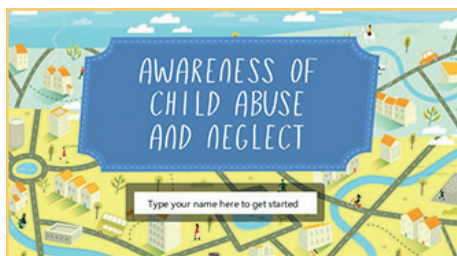 AWARENESS OF
CHILD ABUSE
AND NEGLECT
Type your name here to get started